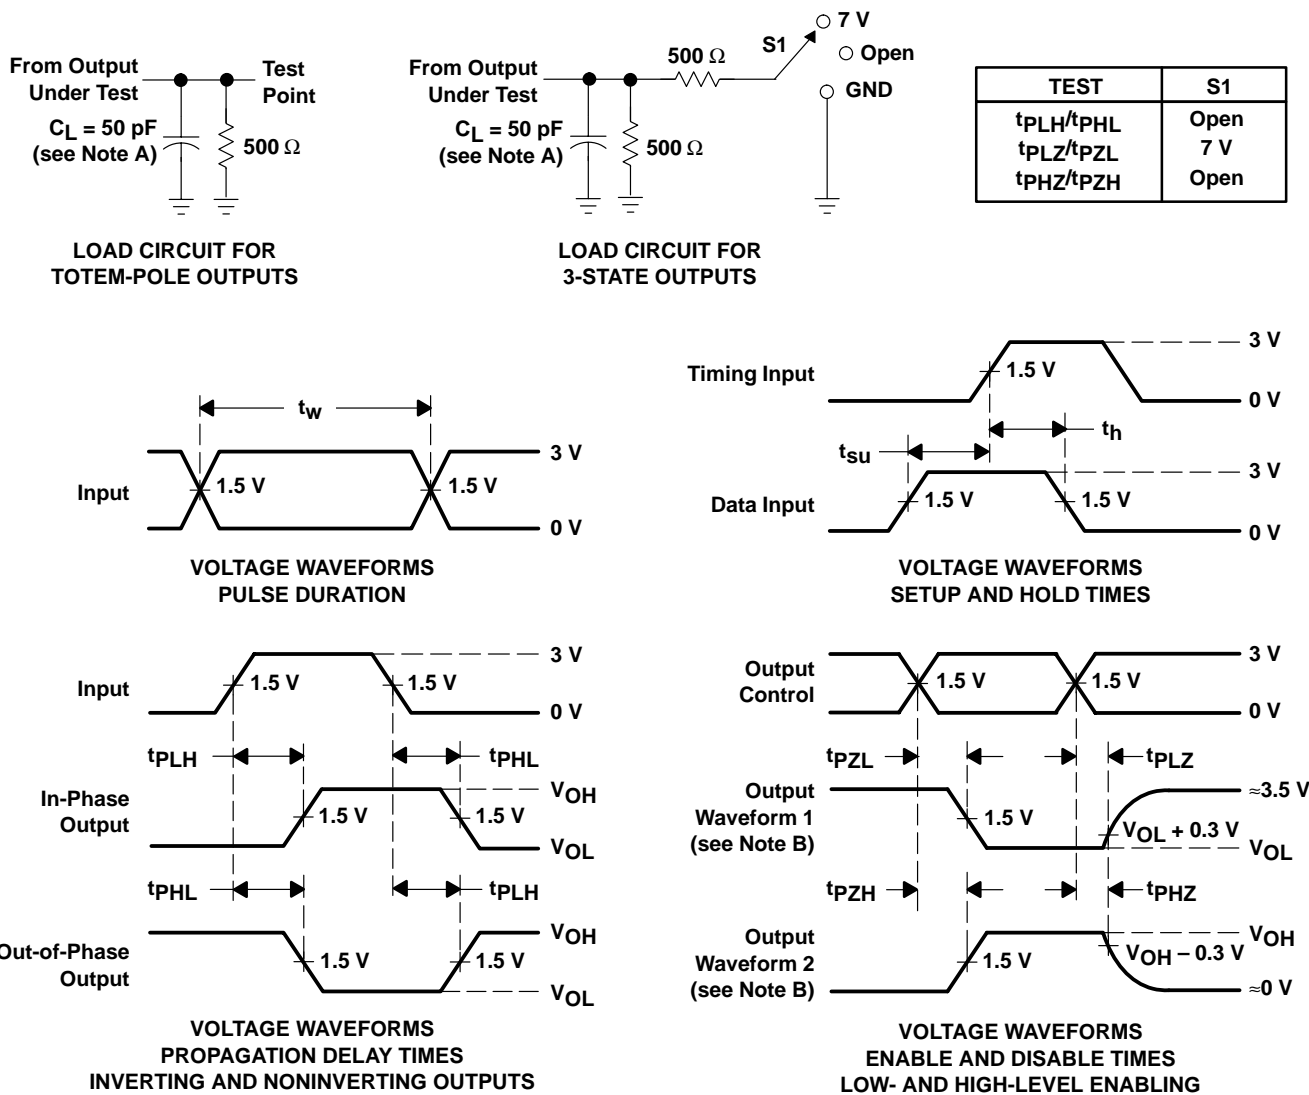 From Output
Under Test
Test
Point
CL = 50 pF
(see Note A)
500 Ω
LOAD CIRCUIT FOR
TOTEM-POLE OUTPUTS
From Output
Under Test
CL = 50 pF
(see Note A)
500 Ω
500 Ω
S1
7 V
Open
GND
LOAD CIRCUIT FOR
3-STATE OUTPUTS
TEST S1
tPLH/tPHL Open
tPLZ/tPZL 7 V
tPHZ/tPZH Open
tw
Input
1.5 V
1.5 V
3 V
0 V
VOLTAGE WAVEFORMS
PULSE DURATION
Timing Input
1.5 V
3 V
0 V
th
tsu
Data Input
1.5 V
1.5 V
3 V
0 V
VOLTAGE WAVEFORMS
SETUP AND HOLD TIMES
Input
1.5 V
1.5 V
3 V
0 V
tPLH
tPHL
In-Phase
Output
1.5 V
1.5 V
VOH
VOL
tPHL
tPLH
Out-of-Phase
Output
1.5 V
1.5 V
VOH
VOL
VOLTAGE WAVEFORMS
PROPAGATION DELAY TIMES
INVERTING AND NONINVERTING OUTPUTS
Output
Control
1.5 V
1.5 V
3 V
0 V
tPZL
tPLZ
Output
Waveform 1
(see Note B)
1.5 V
VOL + 0.3 V
≈3.5 V
VOL
tPZH
tPHZ
Output
Waveform 2
(see Note B)
1.5 V
VOH − 0.3 V
VOH
≈0 V
VOLTAGE WAVEFORMS
ENABLE AND DISABLE TIMES
LOW- AND HIGH-LEVEL ENABLING